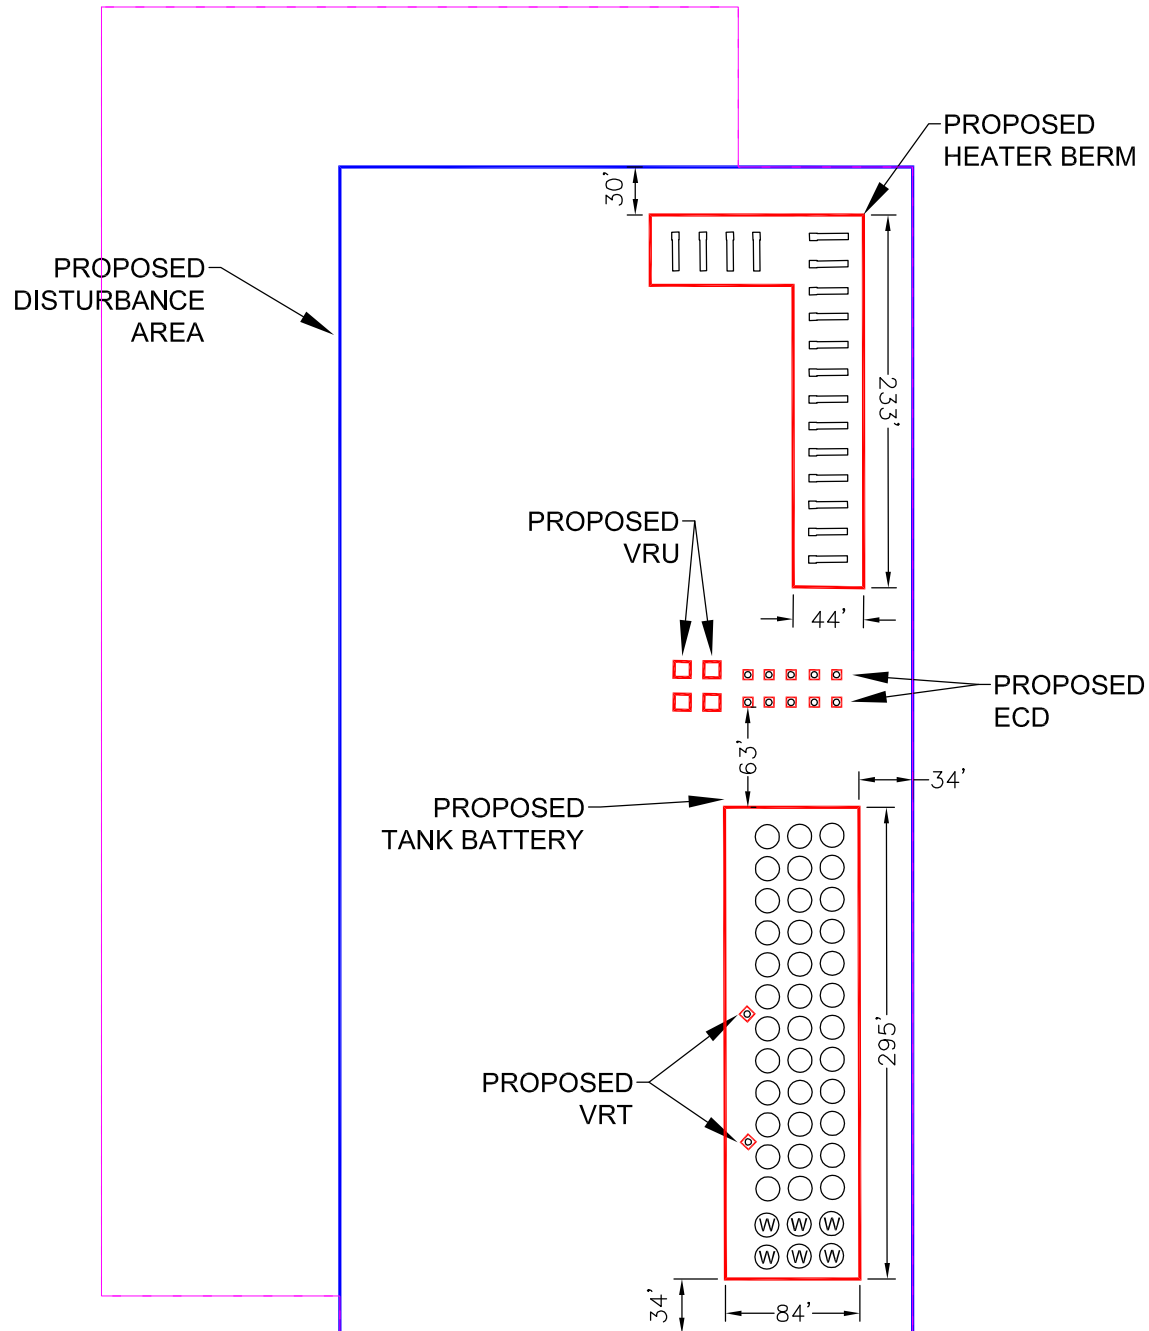 PROPOSED
HEATER BERM
30'
PROPOSED
DISTURBANCE
AREA
233'
PROPOSED
VRU
44'
PROPOSED
ECD
63'
34'
PROPOSED
TANK BATTERY
295'
PROPOSED
VRT
W W W
W W W
34'
84'